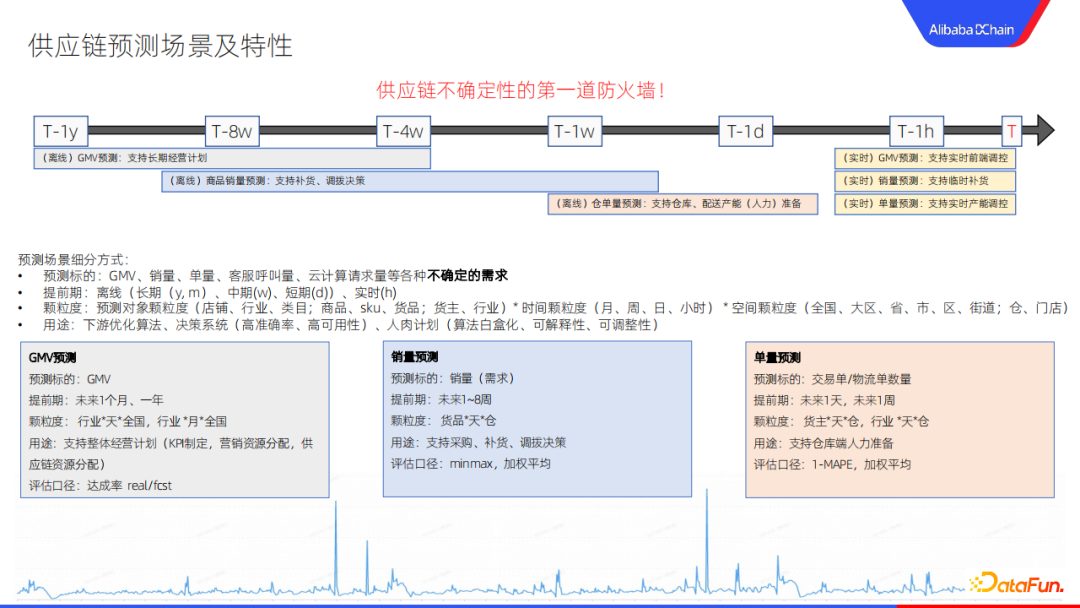 Alibaba DChain
供应链预测场景及特性
供应链不确定性的第一道防火墙！
T-1y T-8w T-4w T-1w T-1d T-1h T
（离线）GMV预测：支持长期经营计划
（实时）GMV预测：支持实时前端调控
（离线）商品销量预测：支持补货、调拨决策
（实时）销量预测：支持临时补货
（离线）仓单量预测：支持仓库、配送产能（人力）准备
（实时）单量预测：支持实时产能调控
预测场景细分方式：
• 预测标的：GMV、销量、单量、客服呼叫量、云计算请求量等各种不确定的需求
• 提前期：离线（长期（y, m）、中期(w)、短期(d)）、实时(h)
• 颗粒度：预测对象颗粒度（店铺、行业、类目；商品、sku、货品；货主、行业）* 时间颗粒度（月、周、日、小时） * 空间颗粒度（全国、大区、省、市、区、街道；仓、门店）
• 用途：下游优化算法、决策系统（高准确率、高可用性）、人肉计划（算法白盒化、可解释性、可调整性）
GMV预测
预测标的：GMV
提前期：未来1个月、一年
颗粒度： 行业*天*全国，行业 *月*全国
用途：支持整体经营计划（KPI制定，营销资源分配，供
应链资源分配）
评估口径：达成率 real/fcst
销量预测
预测标的：销量（需求）
提前期：未来1~8周
颗粒度： 货品*天*仓
用途：支持采购、补货、调拨决策
评估口径：minmax，加权平均
单量预测
预测标的：交易单/物流单数量
提前期：未来1天，未来1周
颗粒度： 货主*天*仓，行业 *天*仓
用途：支持仓库端人力准备
评估口径：1-MAPE，加权平均
DataFun.